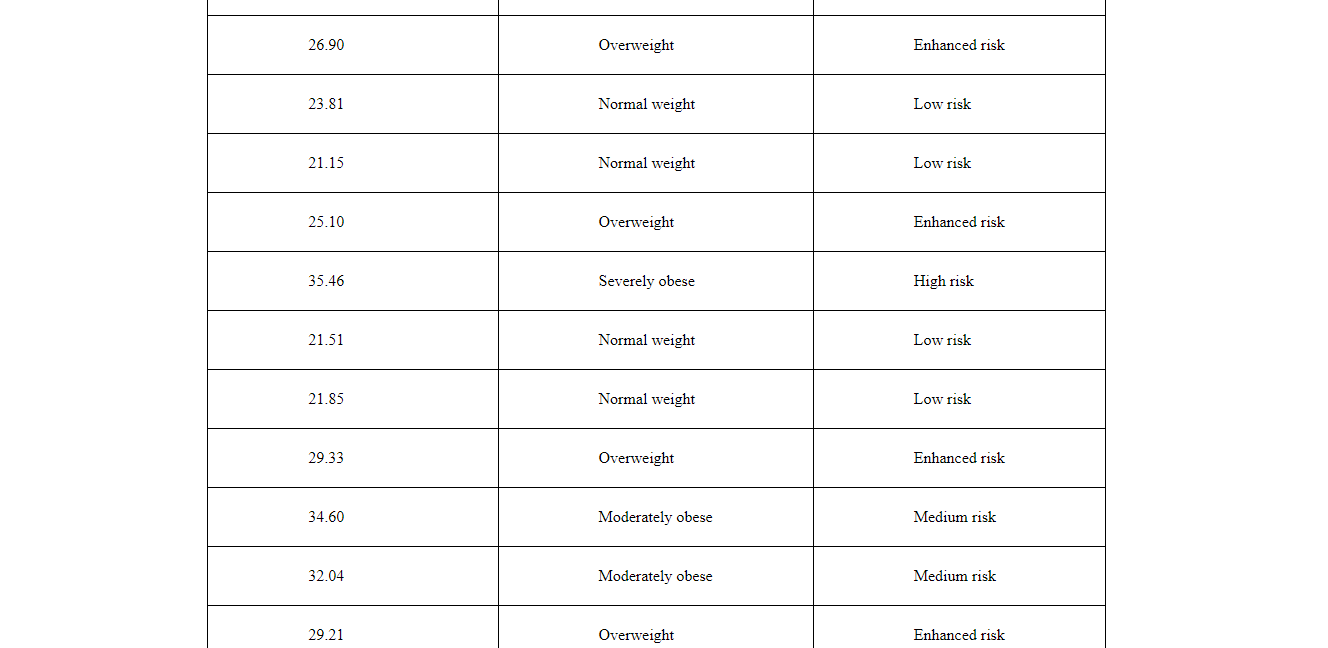 26.90 Overweight Enhanced risk
23.81 Normal weight Low risk
21.15 Normal weight Low risk
25.10 Overweight Enhanced risk
35.46 Severely obese High risk
21.51 Normal weight Low risk
21.85 Normal weight Low risk
29.33 Overweight Enhanced risk
34.60 Moderately obese Medium risk
32.04 Moderately obese Medium risk
29.21 Overweight Enhanced risk